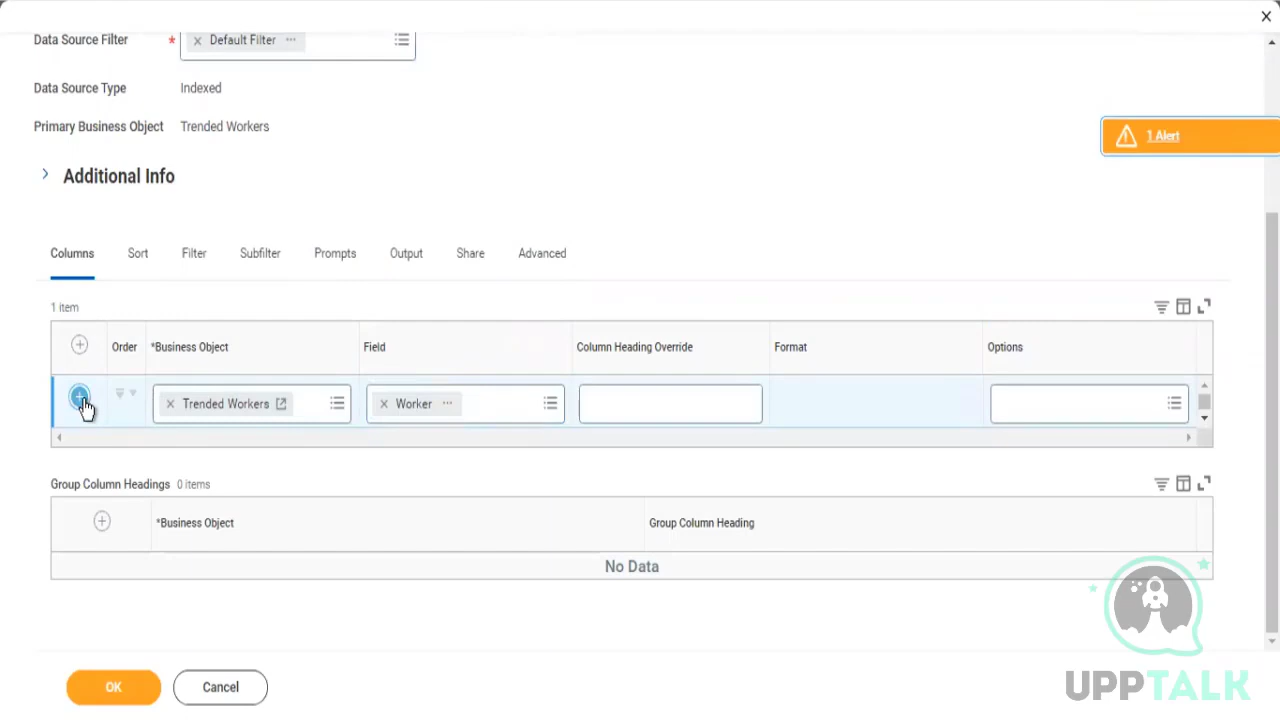 Data Source Filter * Default Filter
Data Source Type Indexed
Primary Business Object Trended Workers
1 Alert
Additional Info
Columns Sort Filter Subfilter Prompts Output Share Advanced
1 item
Order *Business Object Field Column Heading Override Format Options
Trended Workers Worker
Group Column Headings 0 items
*Business Object Group Column Heading
No Data
OK Cancel
UPPTALK